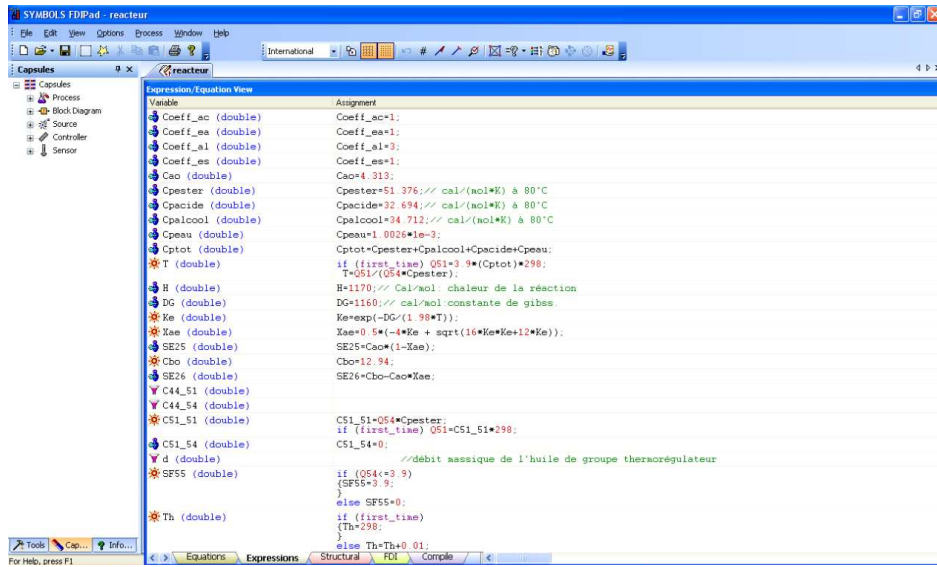 SYMBOLS FDIPad - reacteur
File Edit View Options Process Window Help
International
Capsules
reacteur
Capsules
Process
Block Diagram
Source
Controller
Sensor
Expression/Equation View
Variable Assignment
Coeff_ac (double) Coeff_ac=1;
Coeff_ea (double) Coeff_ea=1;
Coeff_al (double) Coeff_al=3;
Coeff_es (double) Coeff_es=1;
Cao (double) Cao=4.313;
Cpester (double) Cpester=51.376;// cal/(mol*K) à 80°C
Cpacide (double) Cpacide=32.694;// cal/(mol*K) à 80°C
Cpalcool (double) Cpalcool=34.712;// cal/(mol*K) à 80°C
Cpeau (double) Cpeau=1.0026*1e-3;
Cptot (double) Cptot=Cpester+Cpalcool+Cpacide+Cpeau;
T (double) if (first_time) Q51=3.9*(Cptot)*298;
T=Q51/(Q54*Cpester);
H (double) H=1170;// Cal/mol: chaleur de la réaction
DG (double) DG=1160;// cal/mol:constante de gibss.
Ke (double) Ke=exp(-DG/(1.98*T));
Xae (double) Xae=0.5*(-4*Ke + sqrt(16*Ke*Ke+12*Ke));
SE25 (double) SE25=Cao*(1-Xae);
Cbo (double) Cbo=12.94;
SE26 (double) SE26=Cbo-Cao*Xae;
C44_51 (double)
C44_54 (double)
C51_51 (double) C51_51=Q54*Cpester;
if (first_time) Q51=C51_51*298;
C51_54 (double) C51_54=0;
d (double) //débit massique de l'huile de groupe thermorégulateur
SF55 (double) if (Q54<=3.9)
{SF55=3.9;
}
else SF55=0;
Th (double) if (first_time)
{Th=298;
}
else Th=Th+0.01;
Tools Cap... Info...
Equations Expressions Structural FDI Compile
For Help, press F1